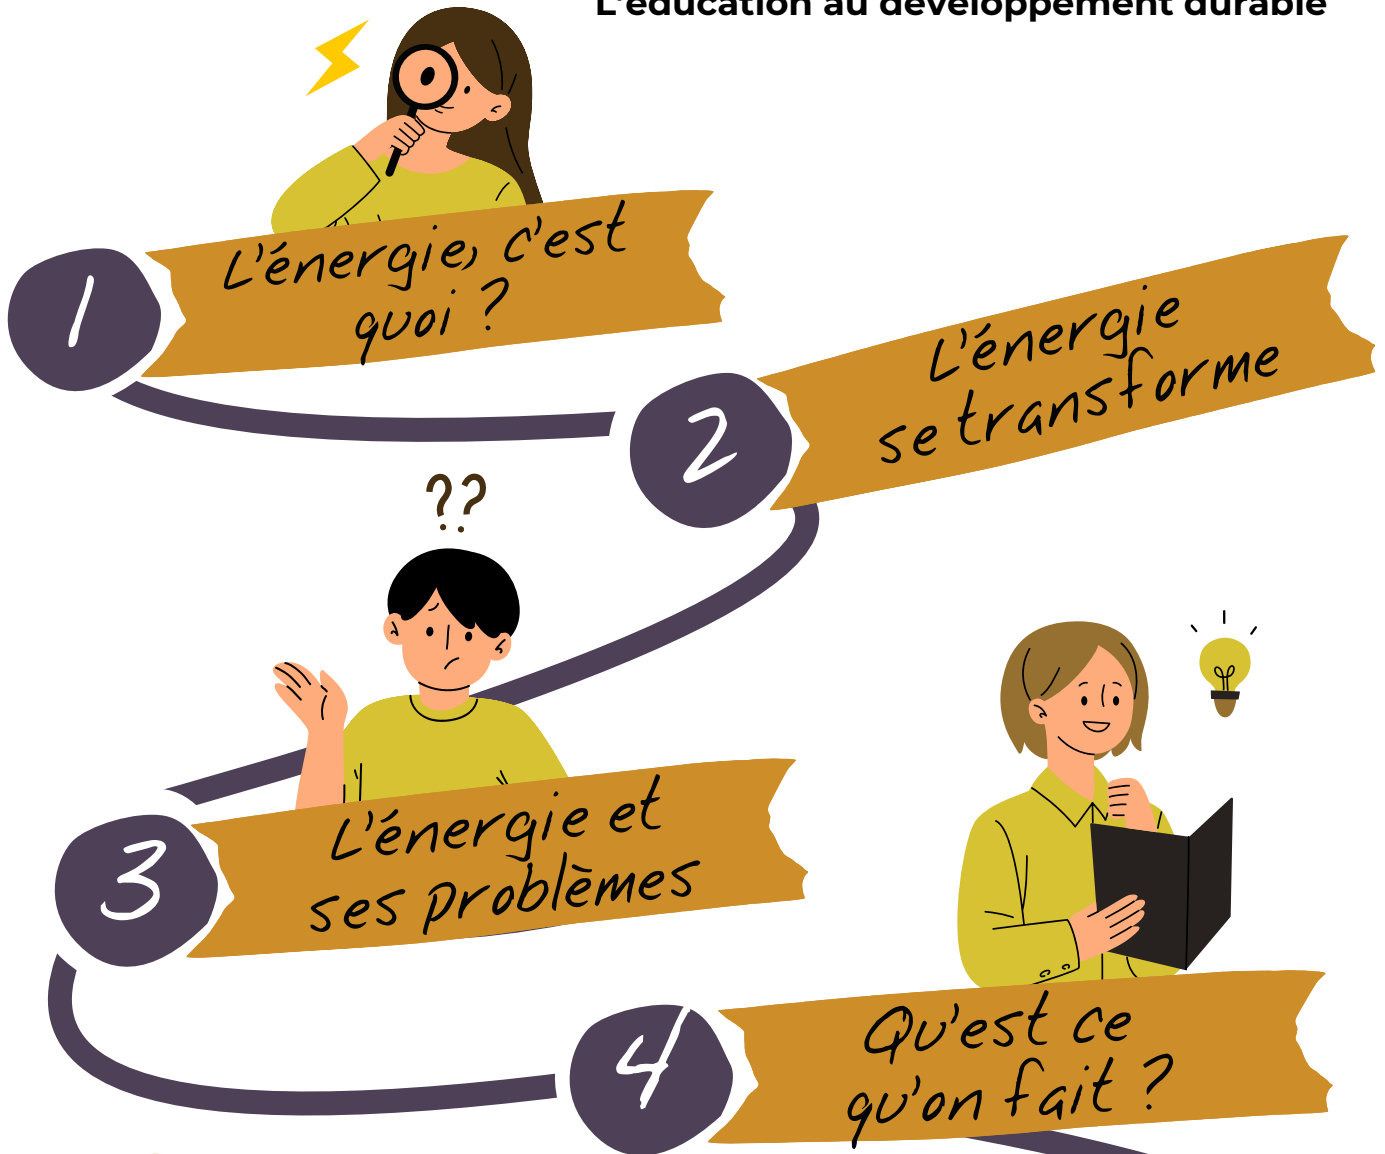 L'éducation au développement durable
1
L'énergie, c'est
quoi ?
2
L'énergie
se transforme
??
3
L'énergie et
ses problèmes
4
Qu'est ce
qu'on fait ?